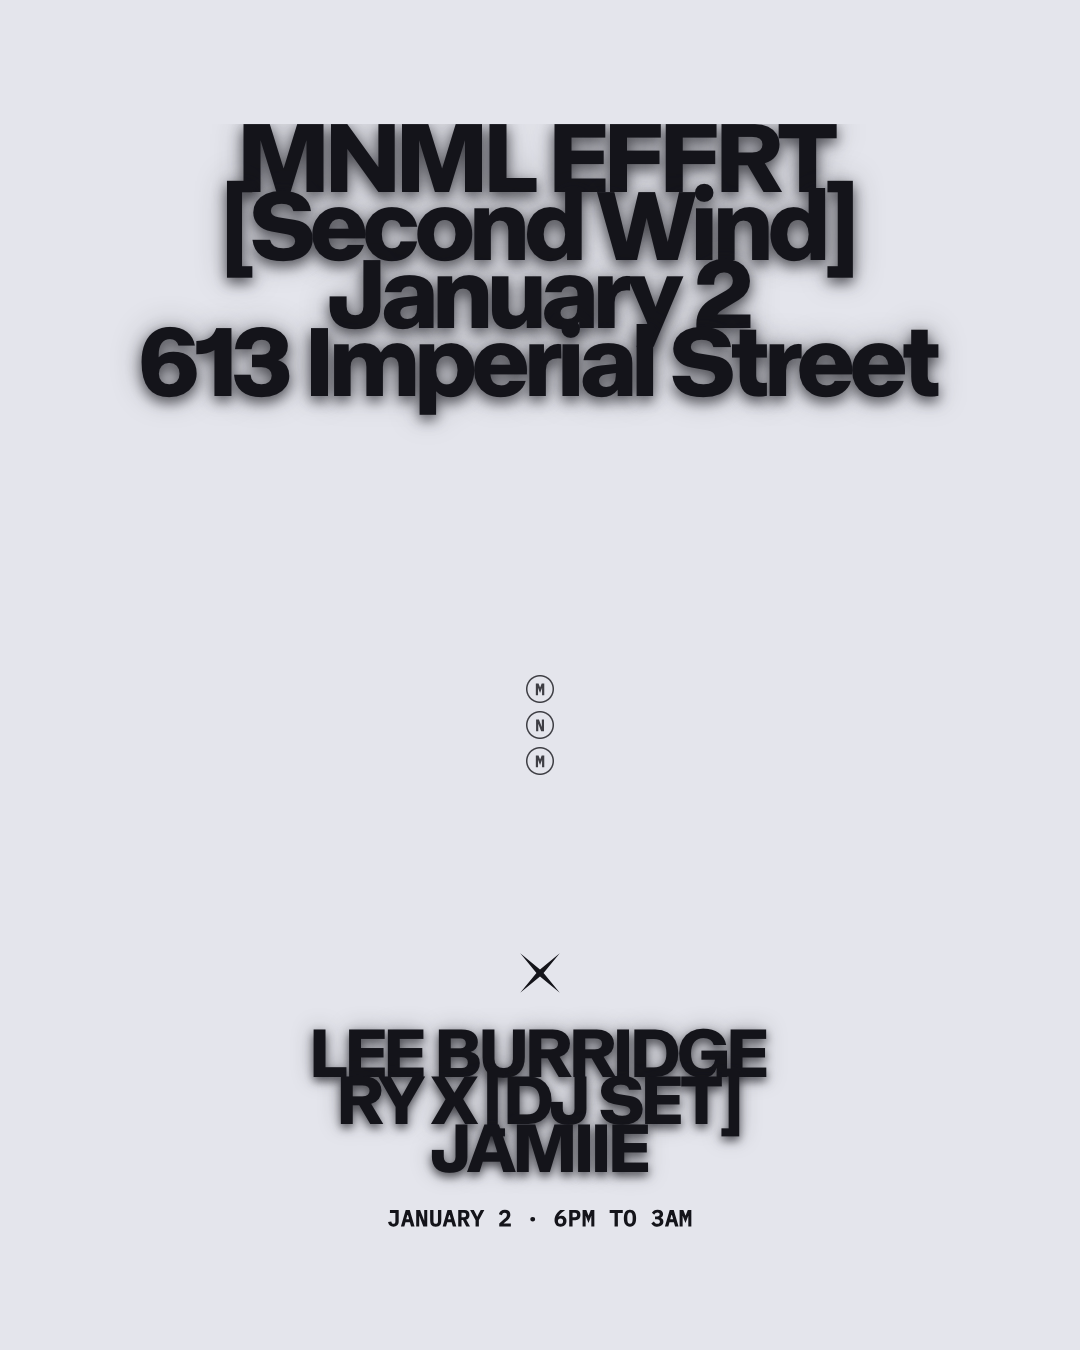 MNML EFFRT
[Second Wind]
January 2
613 Imperial Street
M
N
M
LEE BURRIDGE
RY X [DJ SET]
JAMIIE
JANUARY 2 · 6PM TO 3AM